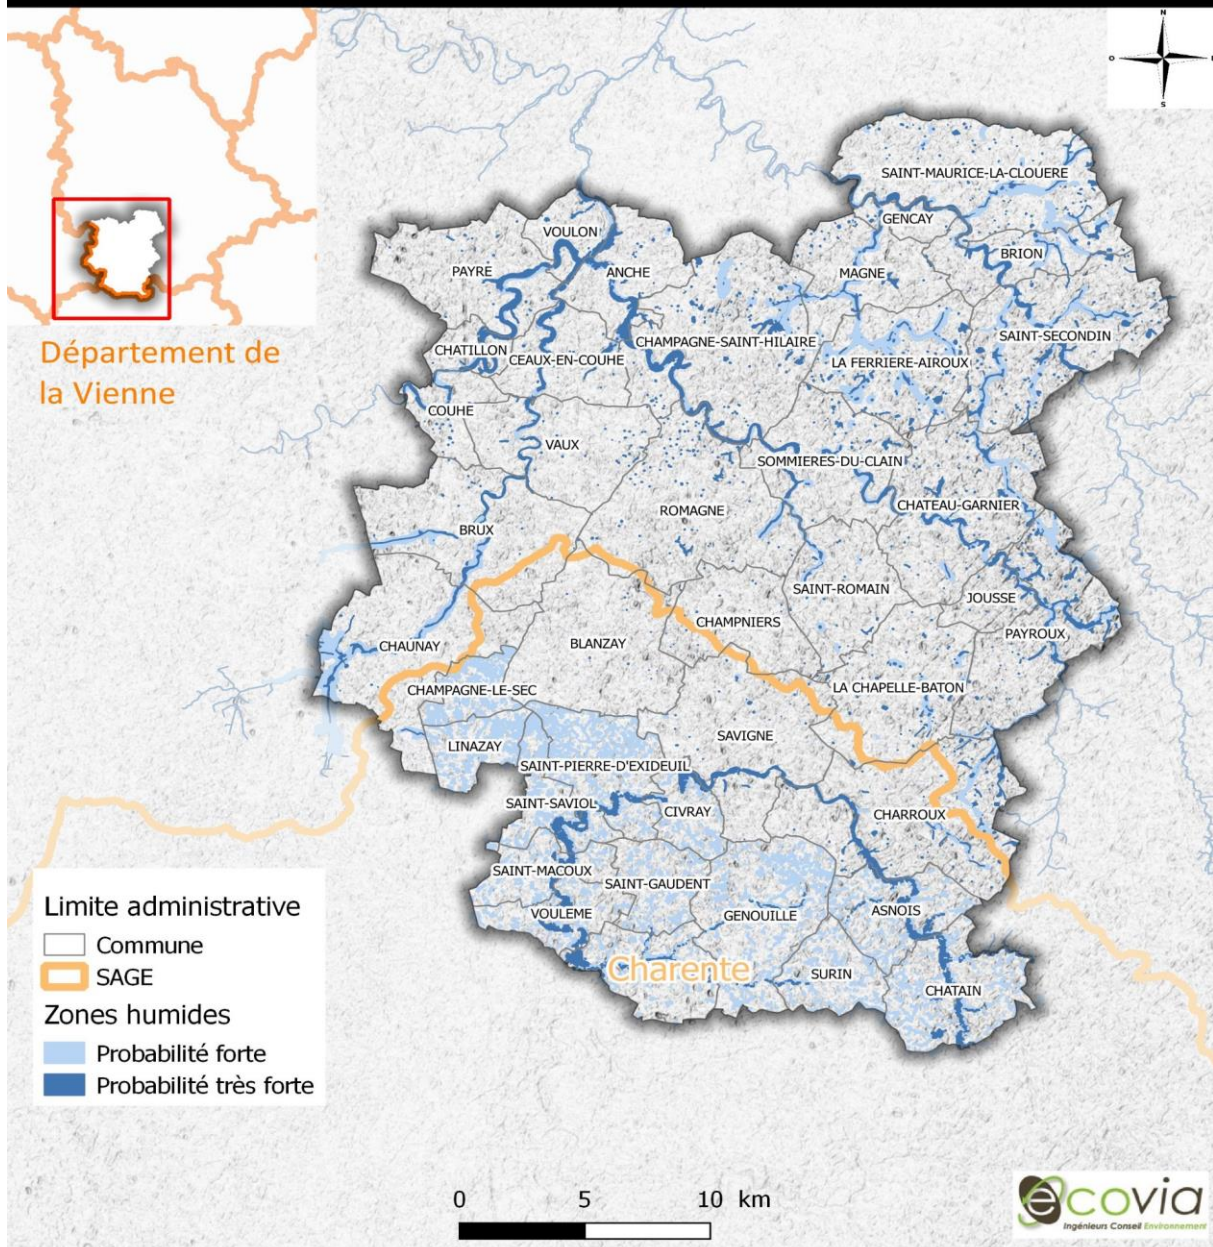 N
O
S
Département de
la Vienne
SAINT-MAURICE-LA-CLOUERE
GENCAY
VOULON
BRION
PAYRE
ANCHE
MAGNE
CHATILLON
CEAUX-EN-COUHE
CHAMPAGNE-SAINT-HILAIRE
SAINT-SECONDIN
LA FERRIERE-AIROUX
COUHE
VAUX
SOMMIERES-DU-CLAIN
ROMAGNE
CHATEAU-GARNIER
BRUX
SAINT-ROMAIN
JOUSSE
CHAMPNIERS
PAYROUX
CHAUNAY
BLANZAY
CHAMPAGNE-LE-SEC
LA CHAPELLE-BATON
LINAZAY
SAVIGNE
SAINT-PIERRE-D'EXIDEUIL
SAINT-SAVIOL
CIVRAY
CHARROUX
SAINT-MACOUX
SAINT-GAUDENT
VOULEME
GENOUILLE
ASNOIS
Charente
SURIN
CHATAIN
Limite administrative
Commune
SAGE
Zones humides
Probabilité forte
Probabilité très forte
0 5 10 km
ecovia
Ingénieurs Conseil Environnement